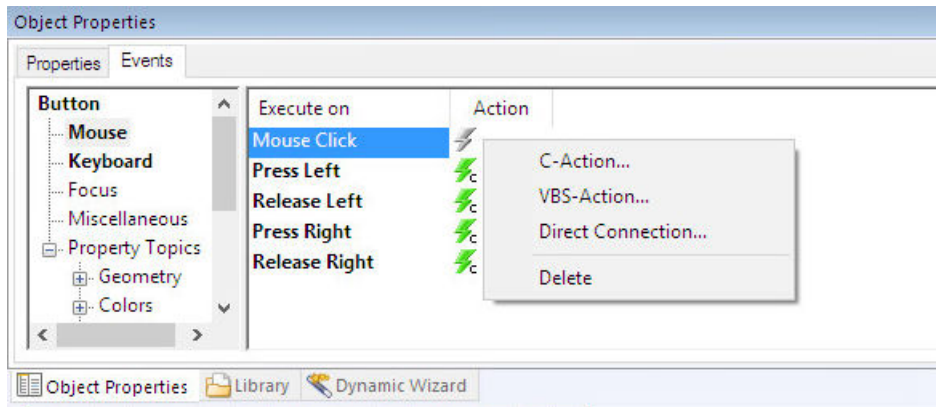 Object Properties
Properties Events
Button
Mouse
Keyboard
Focus
Miscellaneous
Property Topics
Geometry
Colors
Execute on Action
Mouse Click
Press Left C
Release Left C
Press Right C
Release Right C
C-Action...
VBS-Action...
Direct Connection...
Delete
Object Properties Library Dynamic Wizard